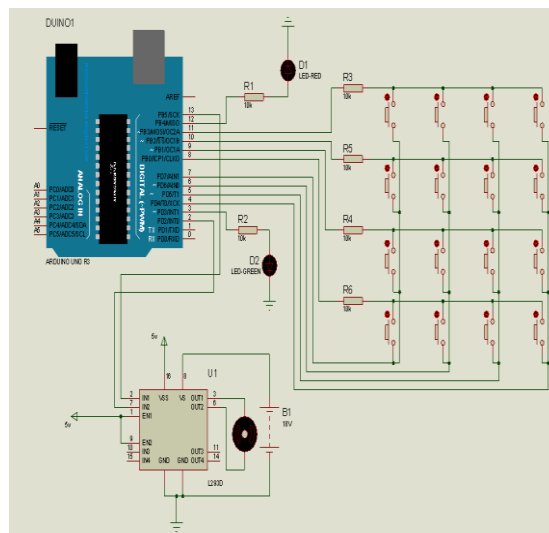 DUINO1
D1
LED-RED
R1
10k
R3
10k
AREF
13
PB5/SCK
12
PB4/MISO
RESET
11
PB3/MOSI/OC2A
10
PB2/SS/OC1B
9
PB1/OC1A
8
PB0/ICP1/CLKO
R5
10k
7
PD7/AIN1
6
PD6/AIN0
5
PD5/T1
4
PD4/T0/XCK
3
PD3/INT1
2
PD2/INT0
1
TX PD1/TXD
0
RX PD0/RXD
DIGITAL (~PWM)
ANALOG IN
A0 PC0/ADC0
A1 PC1/ADC1
A2 PC2/ADC2
A3 PC3/ADC3
A4 PC4/ADC4/SDA
A5 PC5/ADC5/SCL
ARDUINO UNO R3
R2
10k
D2
LED-GREEN
R4
10k
R6
10k
5v
U1
16
8
2 IN1
7 IN2
1 EN1
VSS
VS
OUT1 3
OUT2 6
B1
18V
5v
9 EN2
10 IN3
15 IN4
OUT3 11
OUT4 14
GND GND
L293D